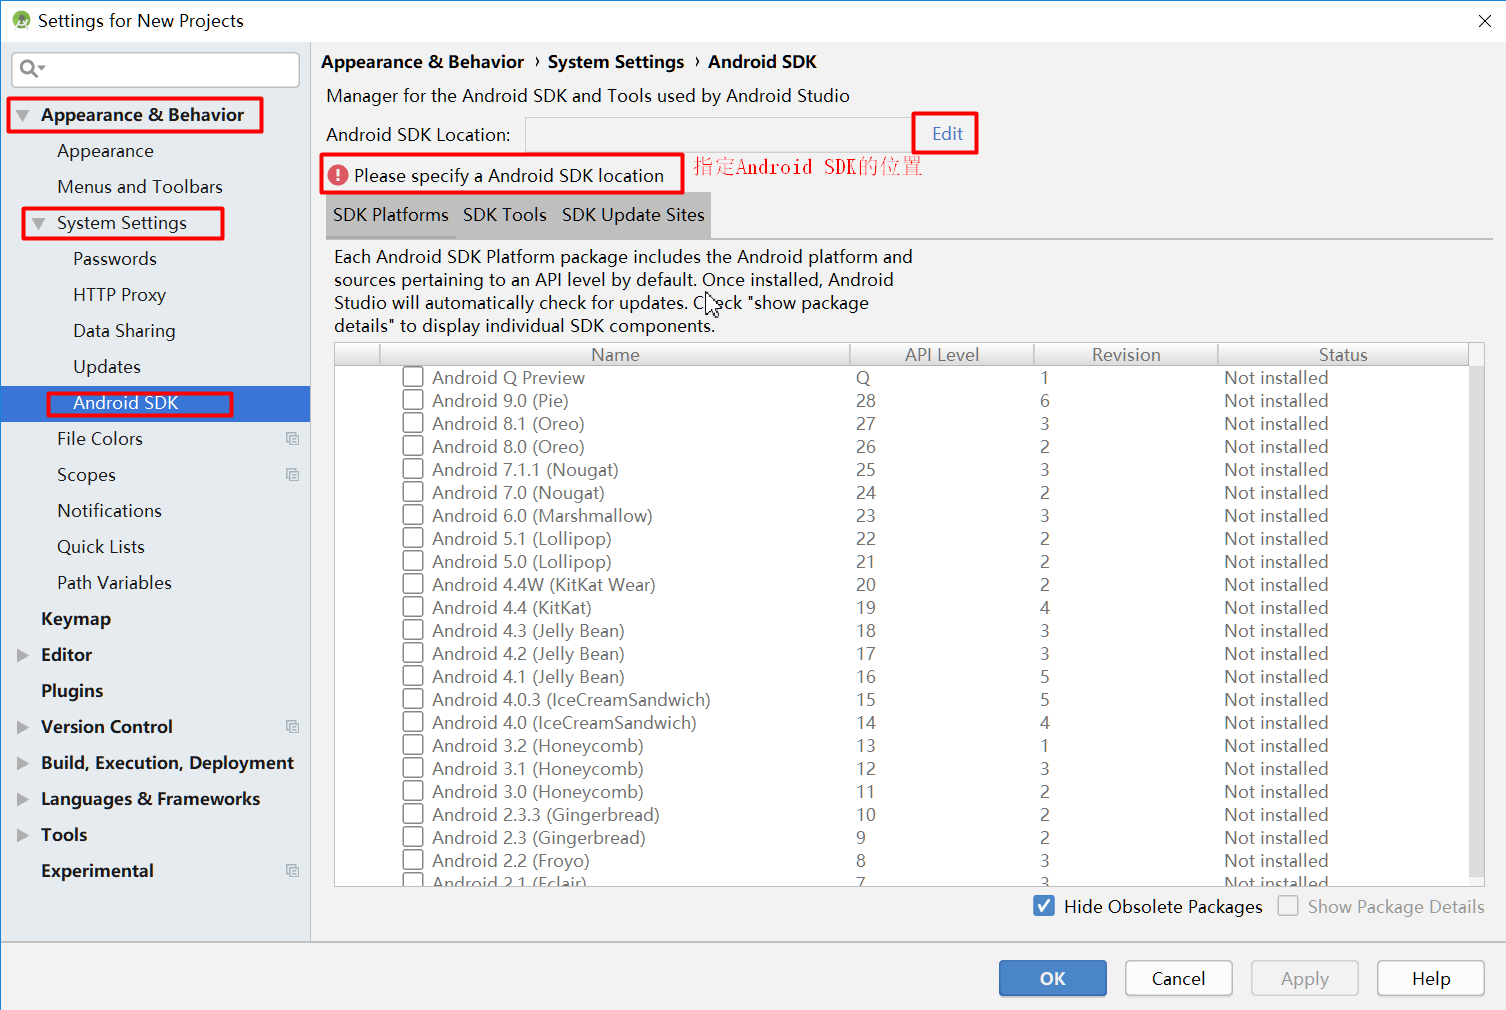 Settings for New Projects
Appearance & Behavior
Appearance
Menus and Toolbars
System Settings
Passwords
HTTP Proxy
Data Sharing
Updates
Android SDK
File Colors
Scopes
Notifications
Quick Lists
Path Variables
Keymap
Editor
Plugins
Version Control
Build, Execution, Deployment
Languages & Frameworks
Tools
Experimental
Appearance & Behavior › System Settings › Android SDK
Manager for the Android SDK and Tools used by Android Studio
Android SDK Location: Edit
Please specify a Android SDK location 指定Android SDK的位置
SDK Platforms SDK Tools SDK Update Sites
Each Android SDK Platform package includes the Android platform and
sources pertaining to an API level by default. Once installed, Android
Studio will automatically check for updates. Check "show package
details" to display individual SDK components.
Name API Level Revision Status
Android Q Preview Q 1 Not installed
Android 9.0 (Pie) 28 6 Not installed
Android 8.1 (Oreo) 27 3 Not installed
Android 8.0 (Oreo) 26 2 Not installed
Android 7.1.1 (Nougat) 25 3 Not installed
Android 7.0 (Nougat) 24 2 Not installed
Android 6.0 (Marshmallow) 23 3 Not installed
Android 5.1 (Lollipop) 22 2 Not installed
Android 5.0 (Lollipop) 21 2 Not installed
Android 4.4W (KitKat Wear) 20 2 Not installed
Android 4.4 (KitKat) 19 4 Not installed
Android 4.3 (Jelly Bean) 18 3 Not installed
Android 4.2 (Jelly Bean) 17 3 Not installed
Android 4.1 (Jelly Bean) 16 5 Not installed
Android 4.0.3 (IceCreamSandwich) 15 5 Not installed
Android 4.0 (IceCreamSandwich) 14 4 Not installed
Android 3.2 (Honeycomb) 13 1 Not installed
Android 3.1 (Honeycomb) 12 3 Not installed
Android 3.0 (Honeycomb) 11 2 Not installed
Android 2.3.3 (Gingerbread) 10 2 Not installed
Android 2.3 (Gingerbread) 9 2 Not installed
Android 2.2 (Froyo) 8 3 Not installed
Android 2.1 (Eclair) 7 3 Not installed
Hide Obsolete Packages Show Package Details
OK Cancel Apply Help